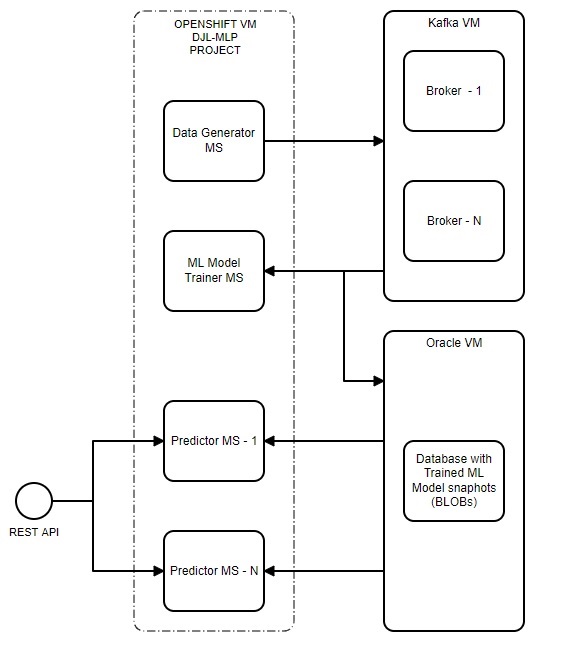 OPENSHIFT VM
DJL-MLP
PROJECT
Kafka VM
Broker - 1
Data Generator
MS
Broker - N
ML Model
Trainer MS
Oracle VM
Predictor MS - 1
Database with
Trained ML
Model snaphots
(BLOBs)
REST API
Predictor MS - N